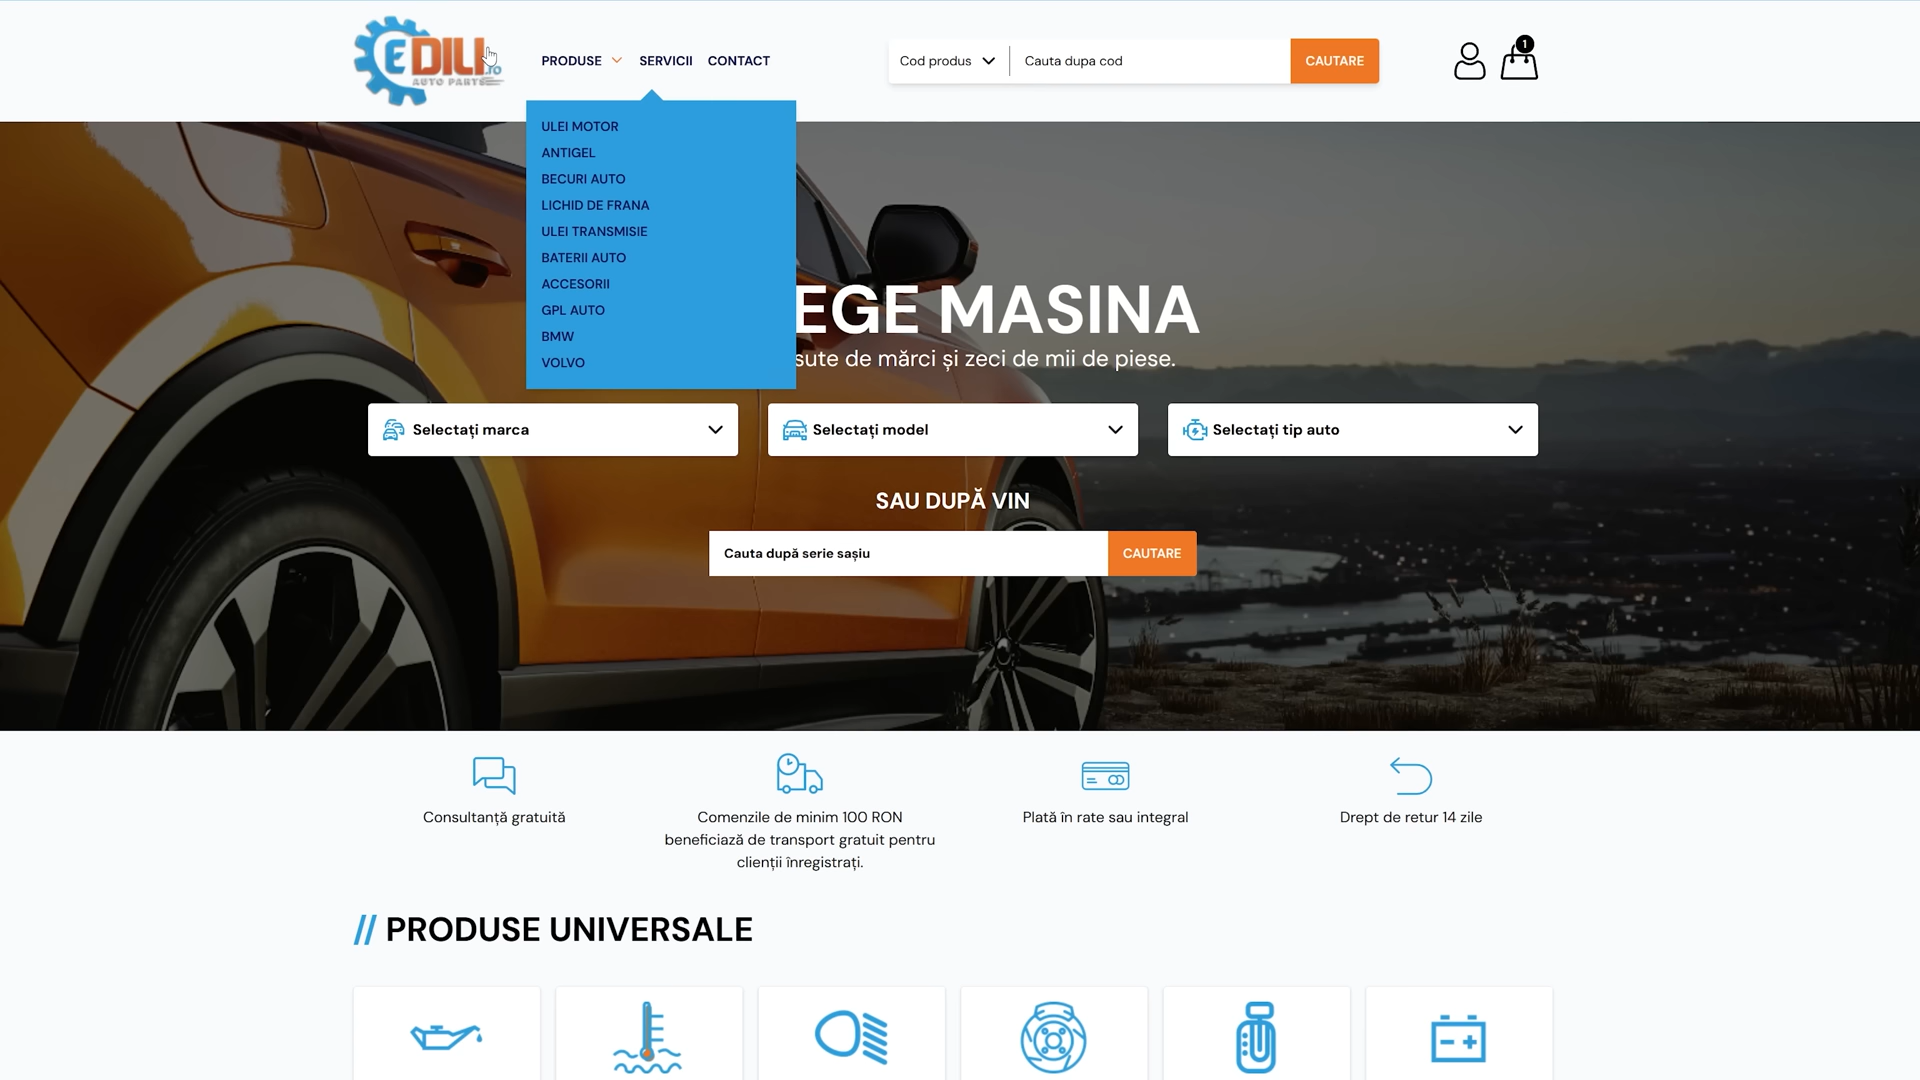 EDILI.ro
AUTO PARTS
PRODUSE
SERVICII
CONTACT
Cod produs
Cauta dupa cod
CAUTARE
1
ULEI MOTOR
ANTIGEL
BECURI AUTO
LICHID DE FRANA
ULEI TRANSMISIE
BATERII AUTO
ACCESORII
GPL AUTO
BMW
VOLVO
EGE MASINA
sute de mărci și zeci de mii de piese.
Selectați marca
Selectați model
Selectați tip auto
SAU DUPĂ VIN
Cauta după serie sașiu
CAUTARE
Consultanță gratuită
Comenzile de minim 100 RON
beneficiază de transport gratuit pentru
clienții înregistrați.
Plată în rate sau integral
Drept de retur 14 zile
// PRODUSE UNIVERSALE